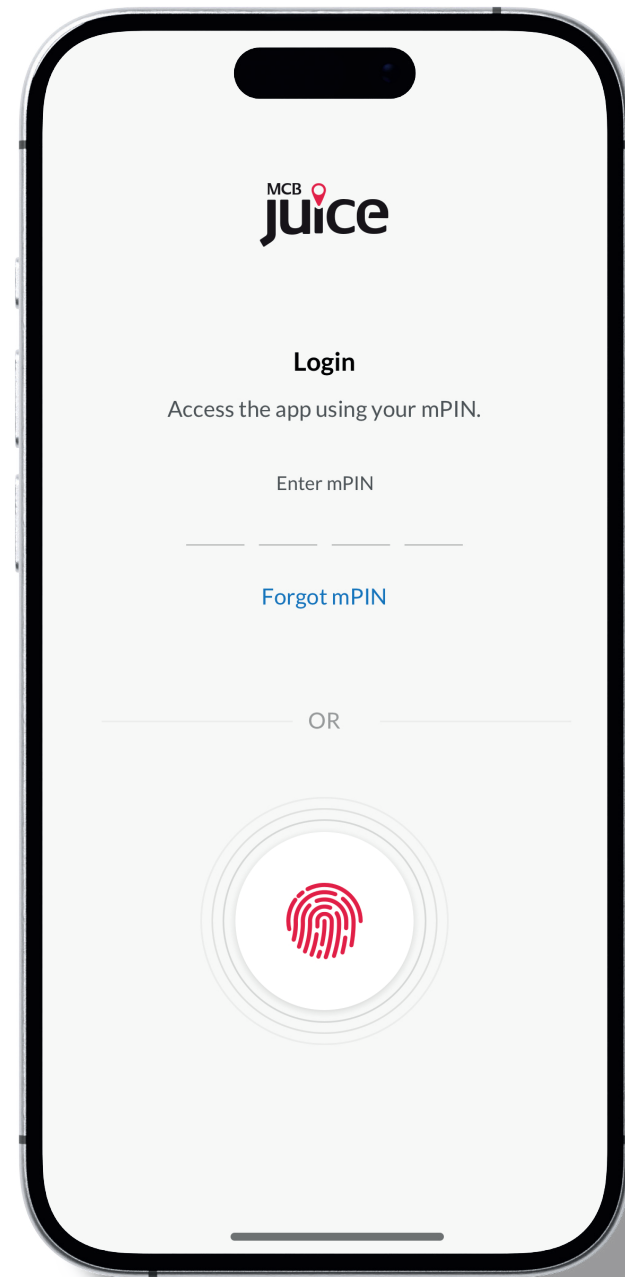 MCB
juice
Login
Access the app using your mPIN.
Enter mPIN
Forgot mPIN
OR